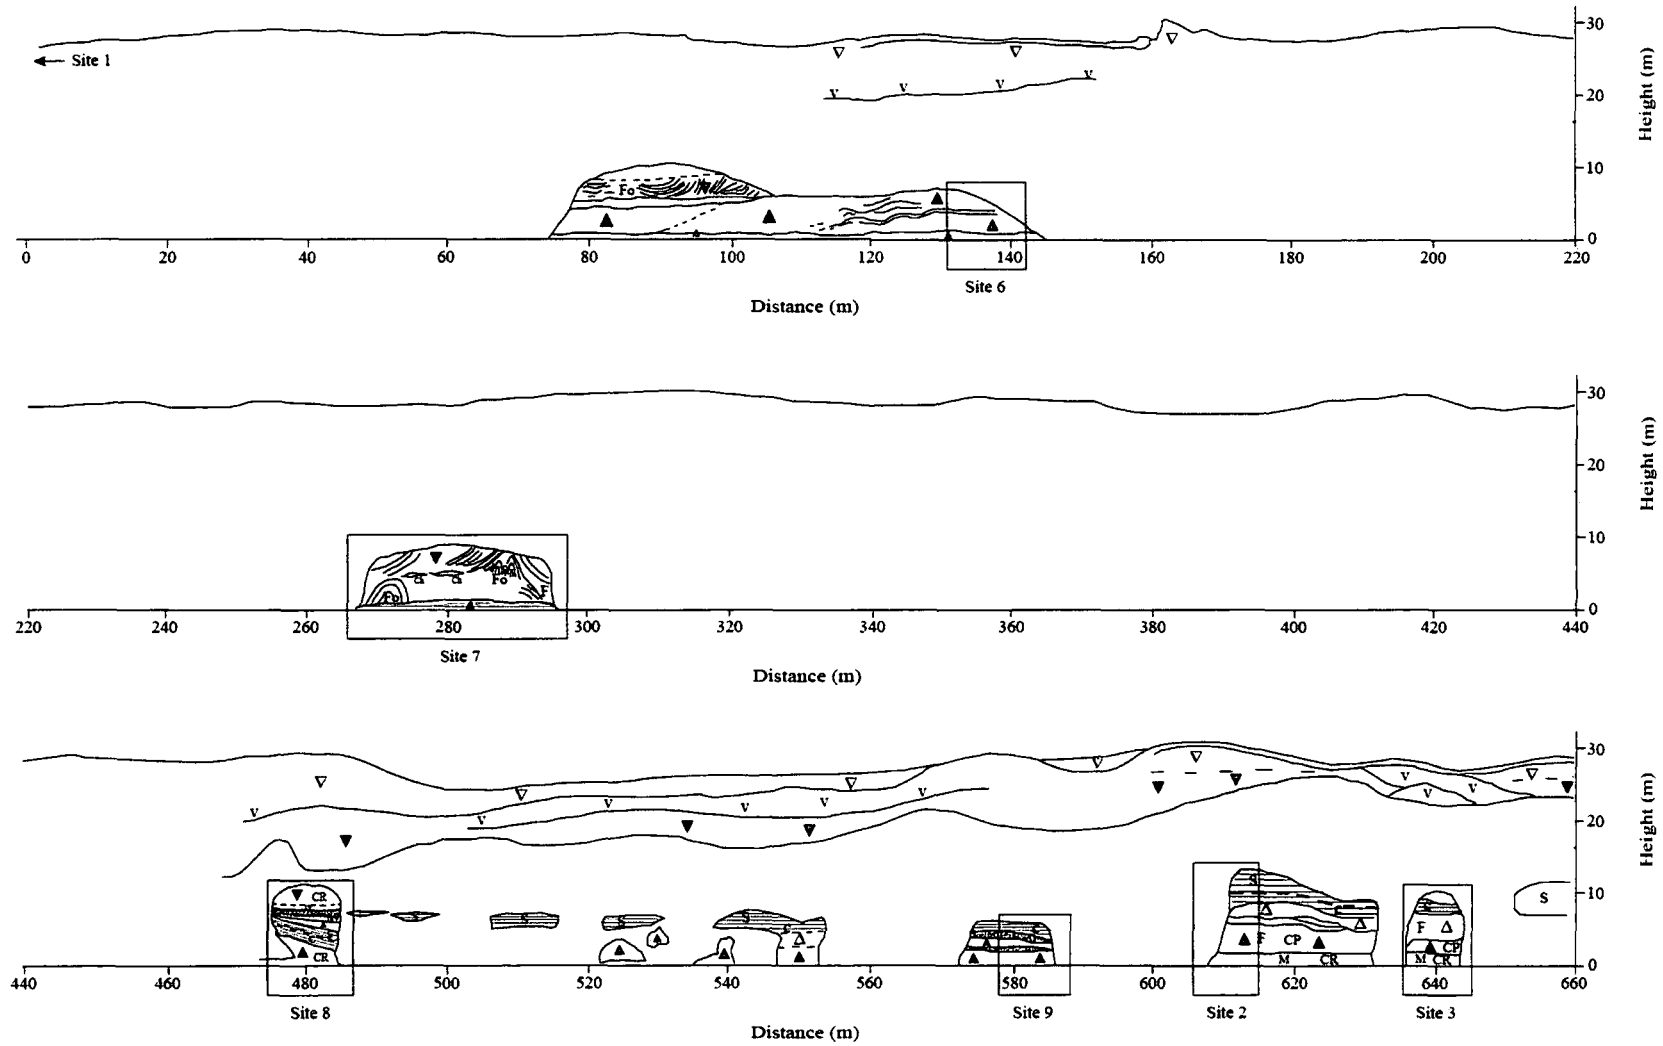 30
20
10
0
Height (m)
Site 1
v v v v
Fo
0 20 40 60 80 100 120 140 160 180 200 220
Site 6
Distance (m)
30
20
10
0
Height (m)
Fo
Fo
F
220 240 260 280 300 320 340 360 380 400 420 440
Site 7
Distance (m)
30
20
10
0
Height (m)
v v v v v v v v v
CR
CR
S S S S S S S
F CP
M CR
F
CP
M CR
440 460 480 500 520 540 560 580 600 620 640 660
Site 8 Site 9 Site 2 Site 3
Distance (m)